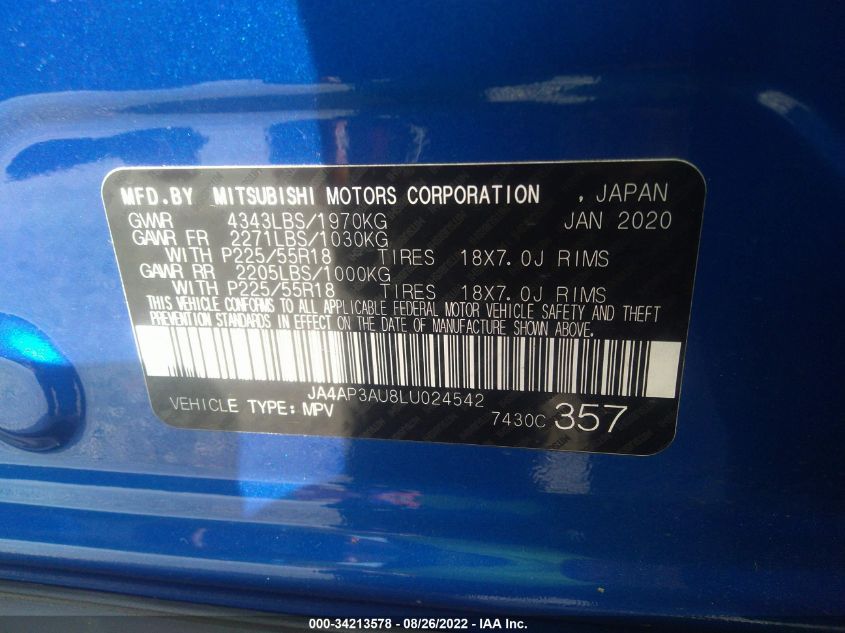 MFD.BY MITSUBISHI MOTORS CORPORATION , JAPAN
GVWR 4343LBS/1970KG JAN 2020
GAWR FR 2271LBS/1030KG
WITH P225/55R18 TIRES 18X7.0J RIMS
GAWR RR 2205LBS/1000KG
WITH P225/55R18 TIRES 18X7.0J RIMS
THIS VEHICLE CONFORMS TO ALL APPLICABLE FEDERAL MOTOR VEHICLE SAFETY AND THEFT
PREVENTION STANDARDS IN EFFECT ON THE DATE OF MANUFACTURE SHOWN ABOVE.
JA4AP3AU8LU024542
VEHICLE TYPE: MPV 7430C 357
000-34213578 - 08/26/2022 - IAA Inc.